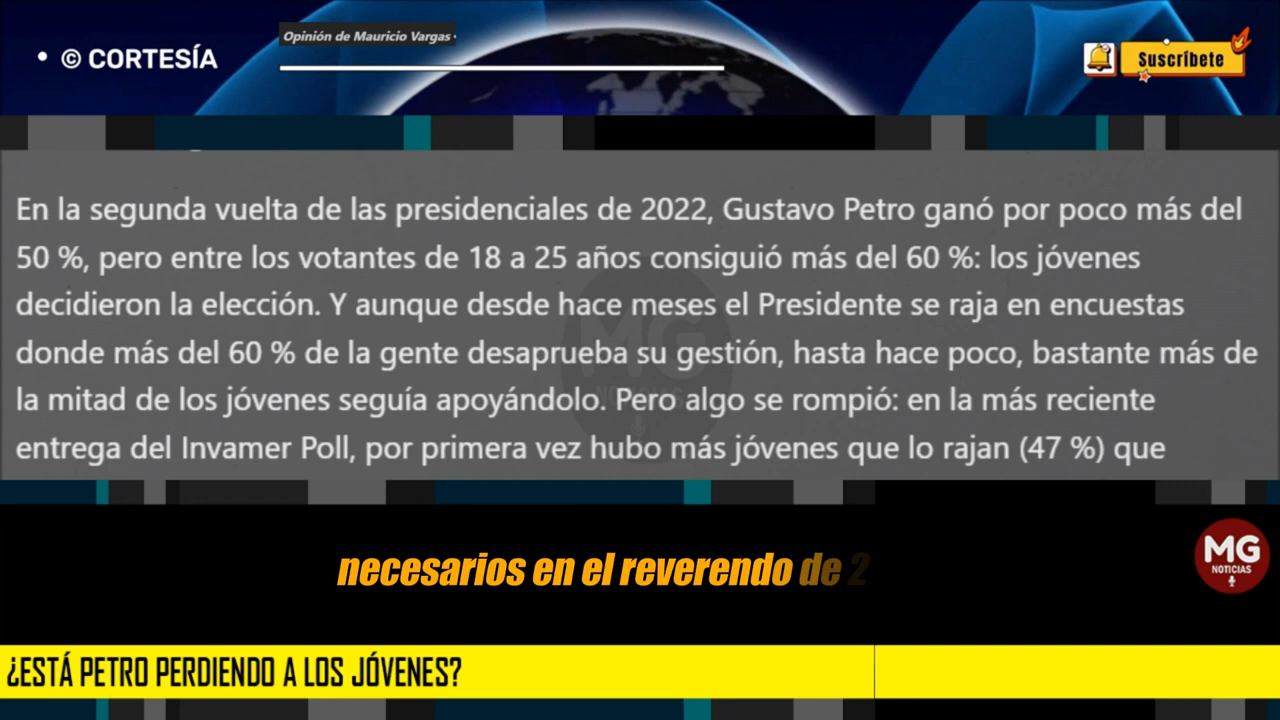 Opinión de Mauricio Vargas
• © CORTESÍA
Suscríbete
En la segunda vuelta de las presidenciales de 2022, Gustavo Petro ganó por poco más del
50 %, pero entre los votantes de 18 a 25 años consiguió más del 60 %: los jóvenes
decidieron la elección. Y aunque desde hace meses el Presidente se raja en encuestas
donde más del 60 % de la gente desaprueba su gestión, hasta hace poco, bastante más de
la mitad de los jóvenes seguía apoyándolo. Pero algo se rompió: en la más reciente
entrega del Invamer Poll, por primera vez hubo más jóvenes que lo rajan (47 %) que
necesarios en el reverendo de 2
MG
NOTICIAS
¿ESTÁ PETRO PERDIENDO A LOS JÓVENES?